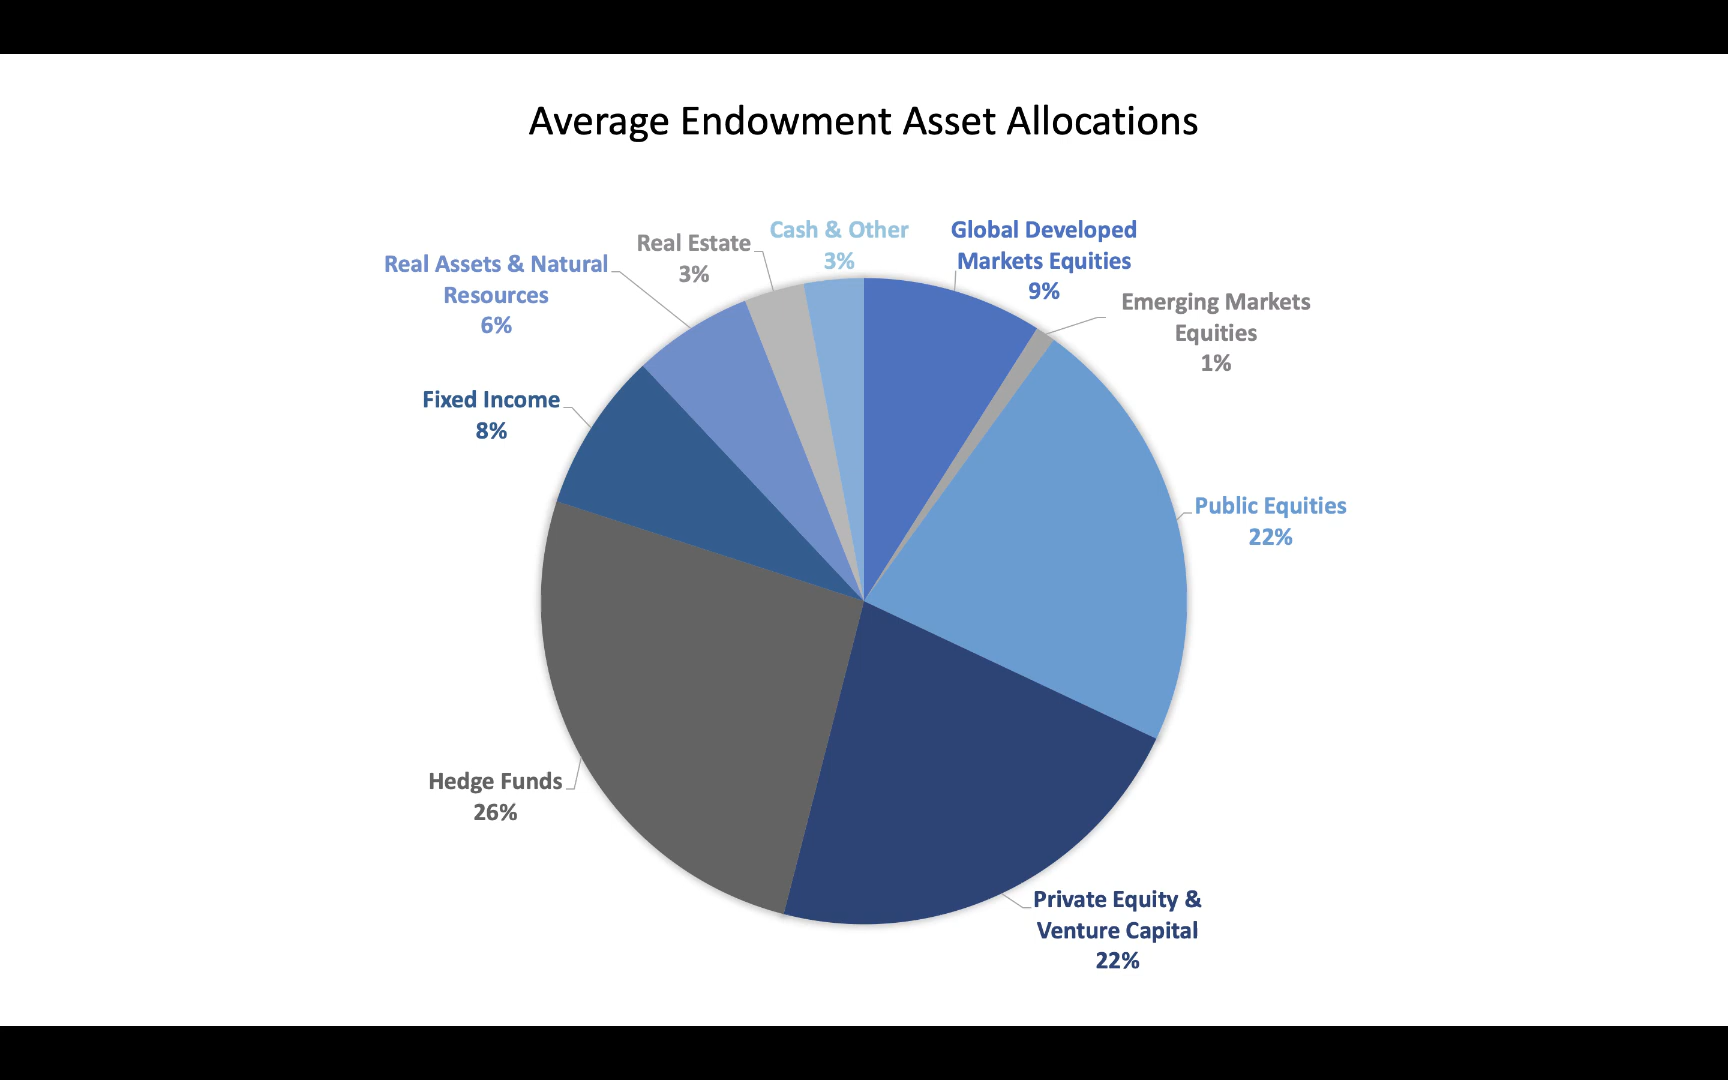 Average Endowment Asset Allocations
Cash & Other
3%
Global Developed
Markets Equities
9%
Emerging Markets
Equities
1%
Public Equities
22%
Private Equity &
Venture Capital
22%
Hedge Funds
26%
Fixed Income
8%
Real Assets & Natural
Resources
6%
Real Estate
3%